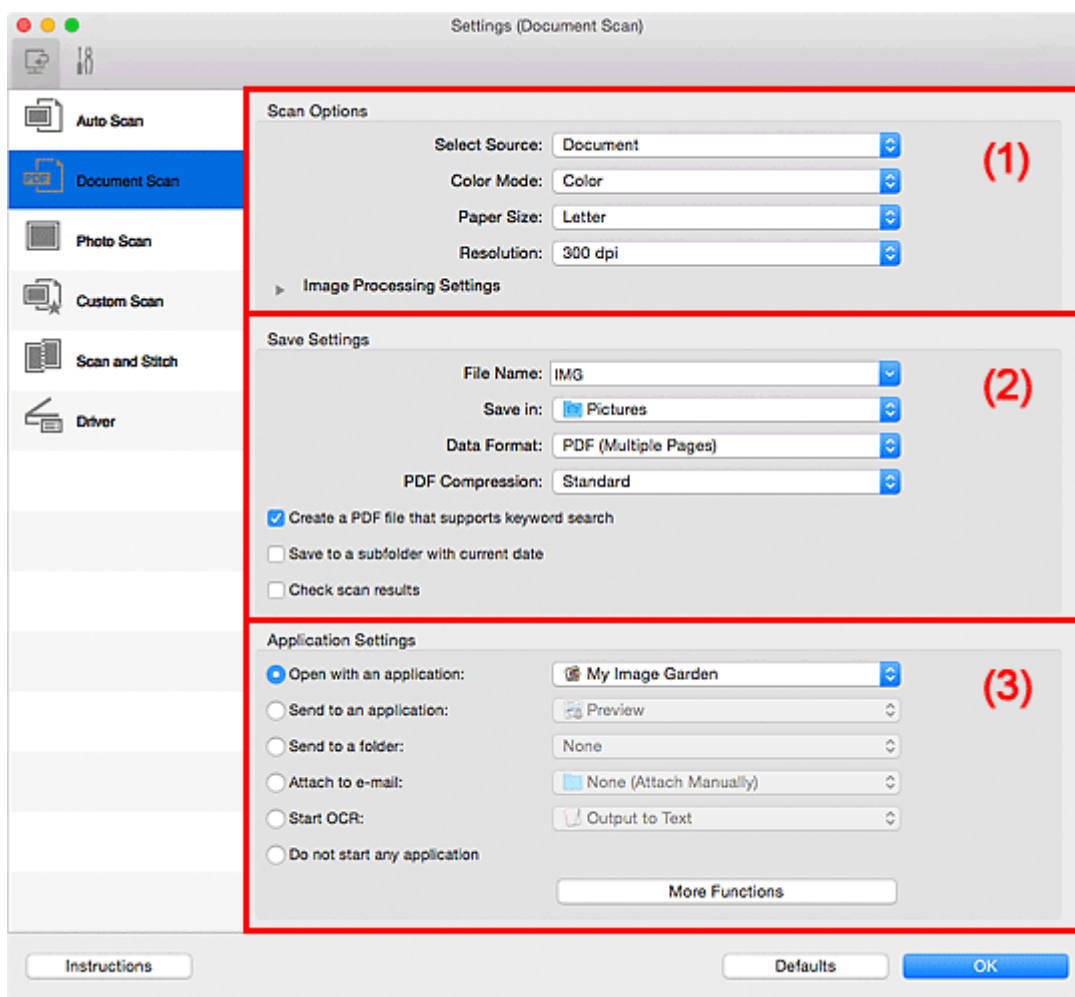 Settings (Document Scan)
Auto Scan
PDF
Document Scan
Photo Scan
Custom Scan
Scan and Stitch
Driver
Scan Options
(1)
Select Source: Document
Color Mode: Color
Paper Size: Letter
Resolution: 300 dpi
Image Processing Settings
Save Settings
(2)
File Name: IMG
Save in: Pictures
Data Format: PDF (Multiple Pages)
PDF Compression: Standard
Create a PDF file that supports keyword search
Save to a subfolder with current date
Check scan results
Application Settings
(3)
Open with an application: My Image Garden
Send to an application: Preview
Send to a folder: None
Attach to e-mail: None (Attach Manually)
Start OCR: Output to Text
Do not start any application
More Functions
Instructions Defaults OK